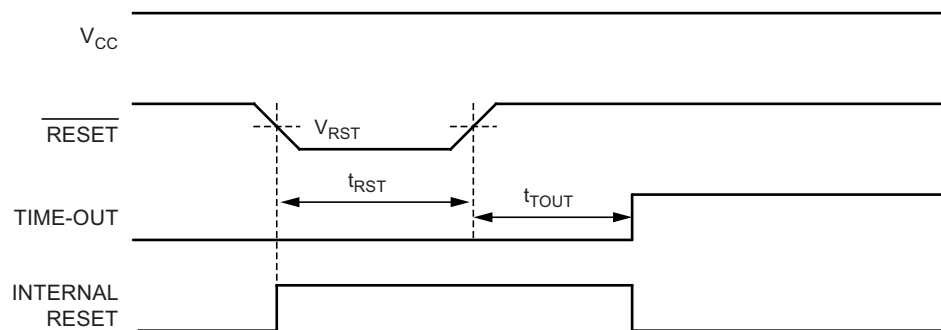 VCC
RESET
VRST
tRST
tTOUT
TIME-OUT
INTERNAL
RESET